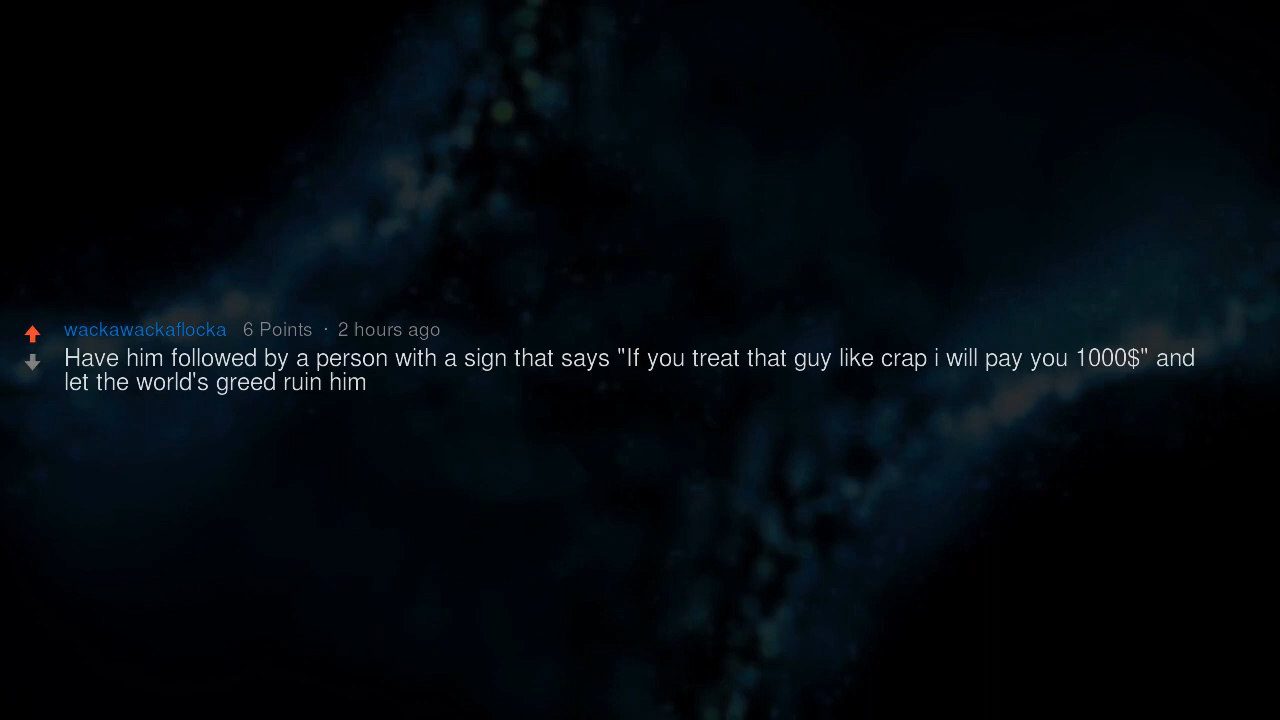 wackawackaflocka 6 Points · 2 hours ago
Have him followed by a person with a sign that says "If you treat that guy like crap i will pay you 1000$" and
let the world's greed ruin him